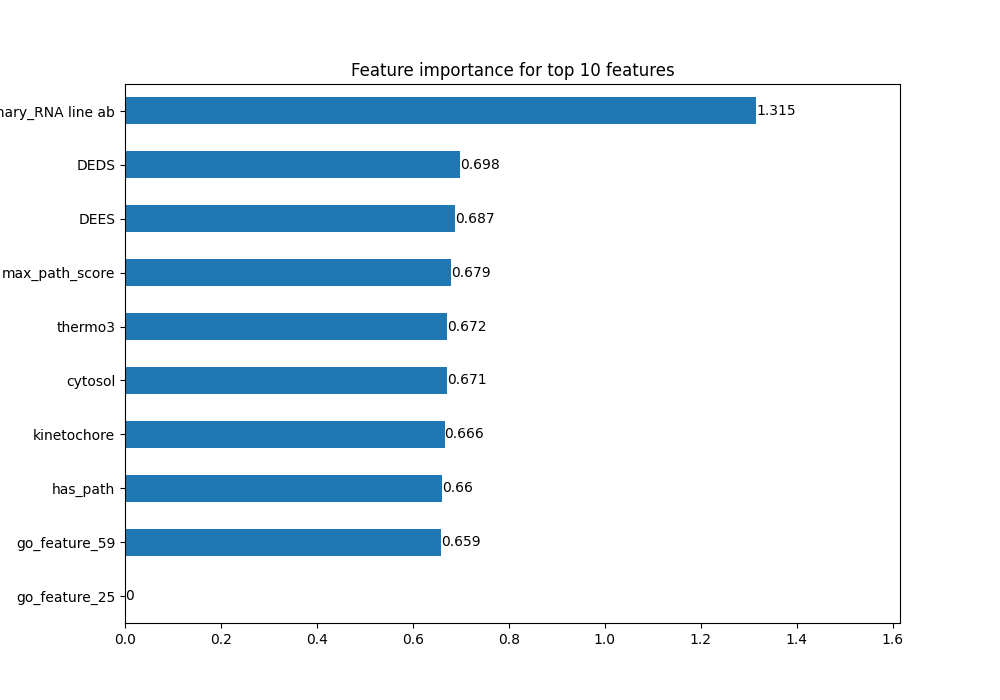 Feature importance for top 10 features
nary_RNA line ab 1.315
DEDS 0.698
DEES 0.687
max_path_score 0.679
thermo3 0.672
cytosol 0.671
kinetochore 0.666
has_path 0.66
go_feature_59 0.659
go_feature_25 0
0.0 0.2 0.4 0.6 0.8 1.0 1.2 1.4 1.6